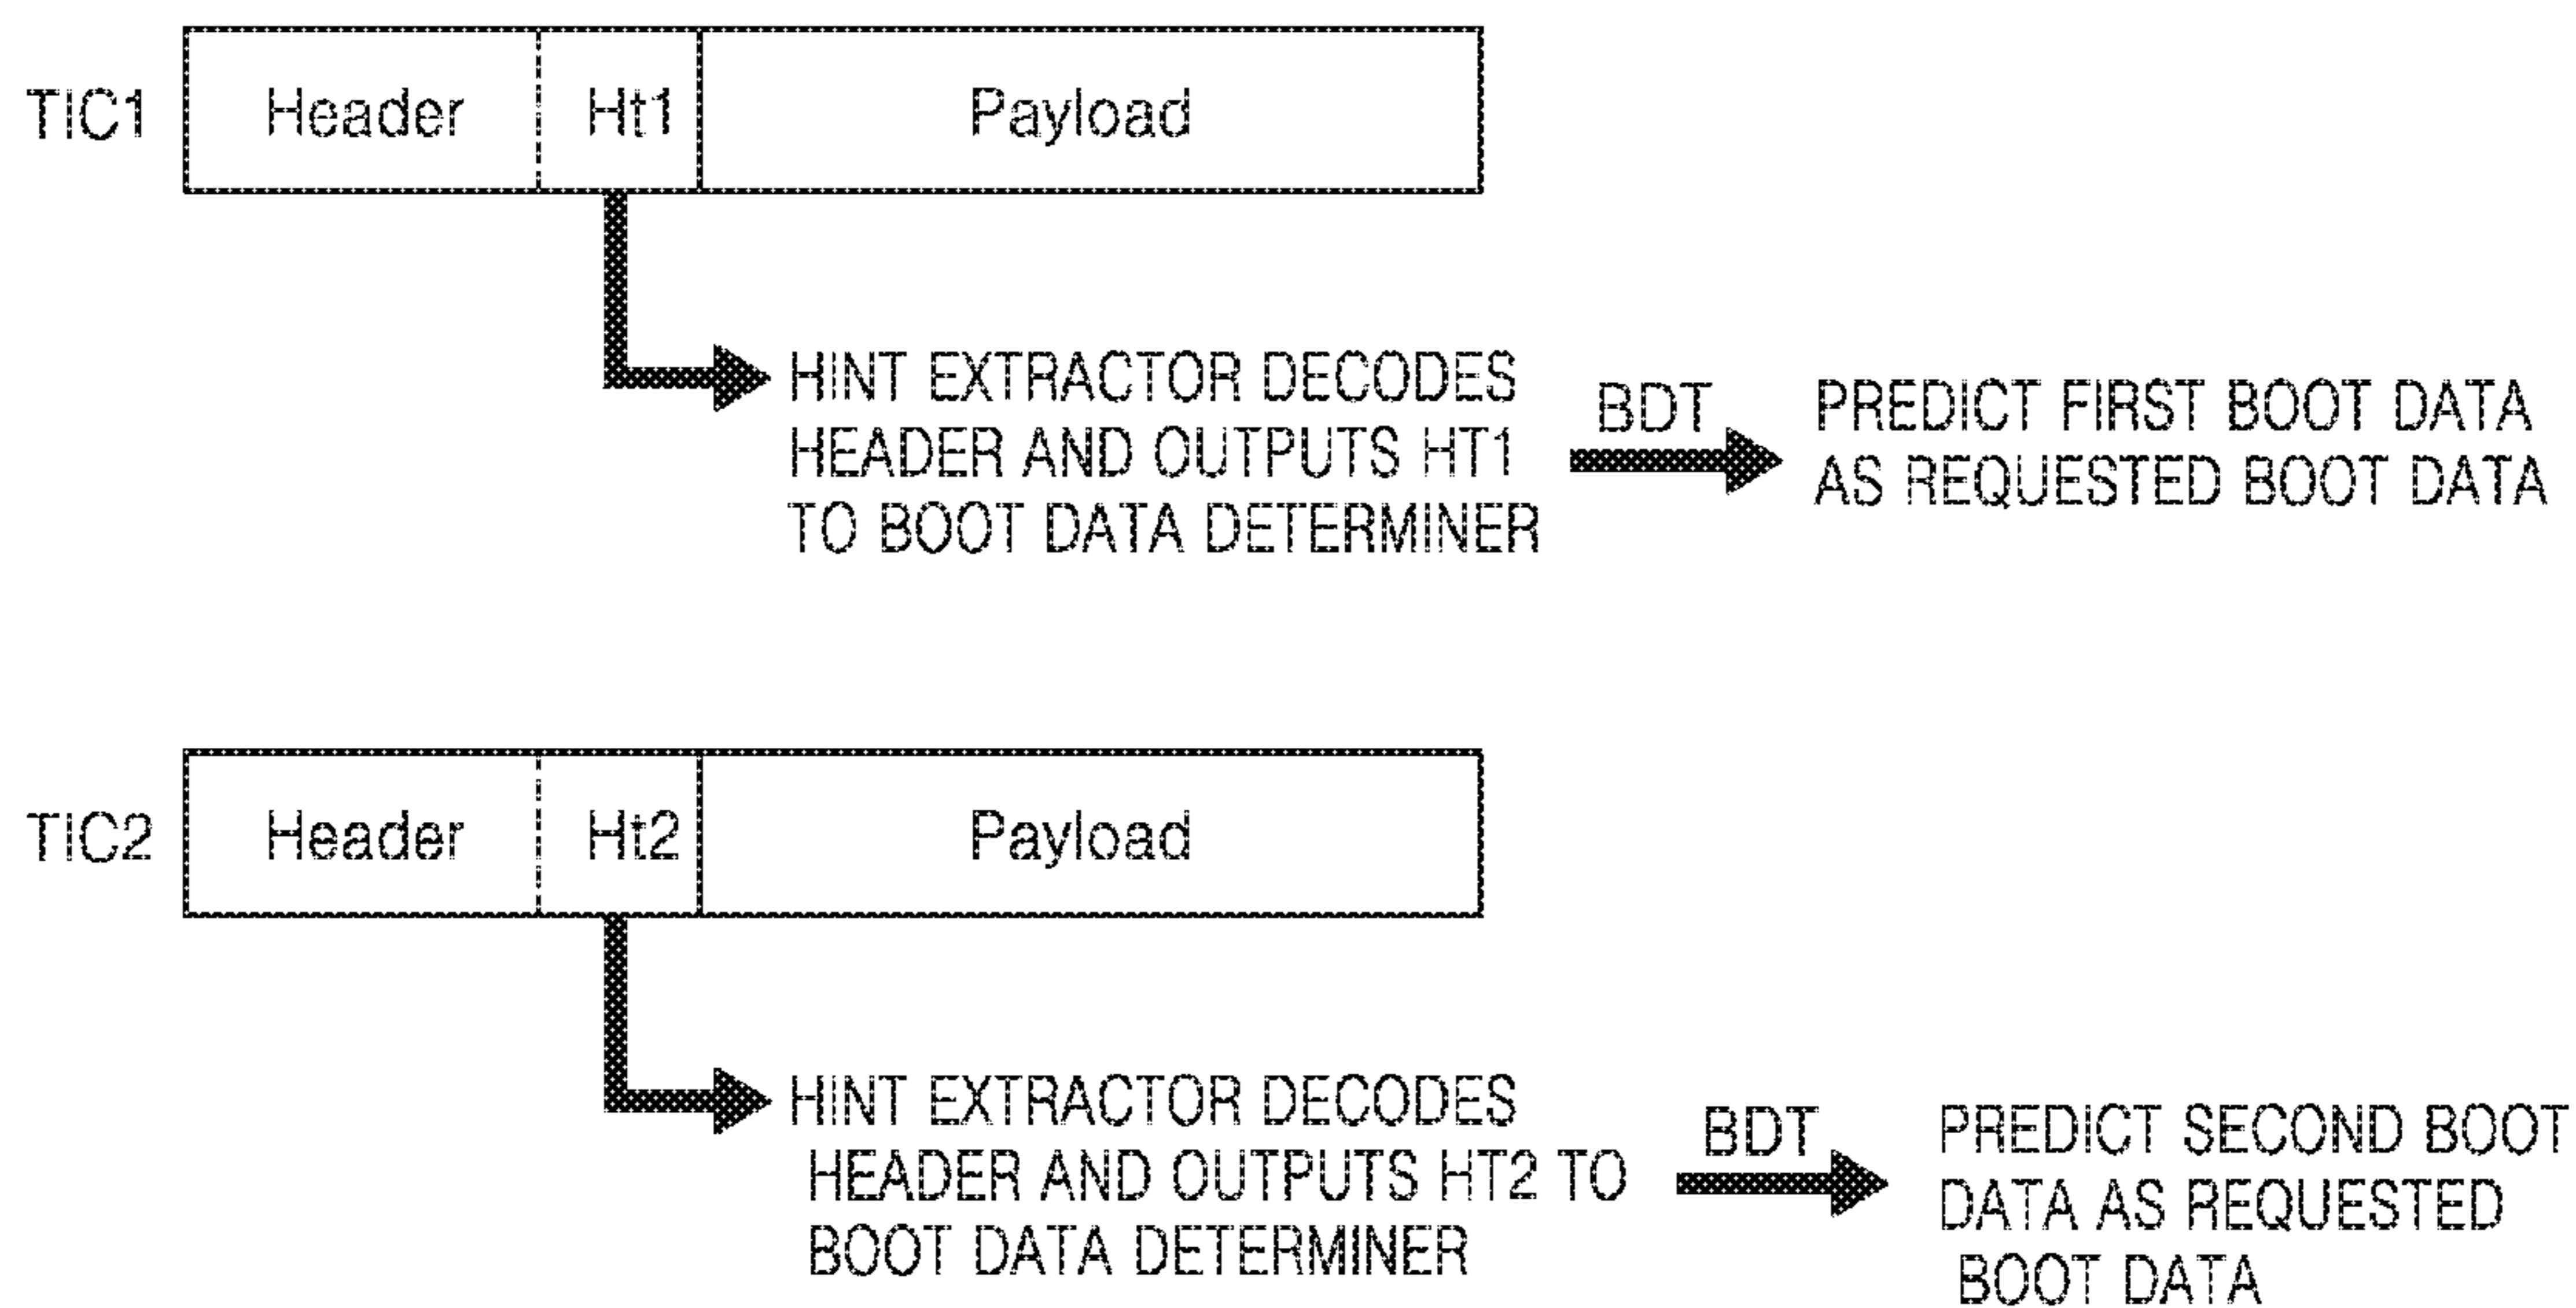 TIC1 Header Ht1 Payload
HINT EXTRACTOR DECODES
HEADER AND OUTPUTS HT1
TO BOOT DATA DETERMINER
BDT
PREDICT FIRST BOOT DATA
AS REQUESTED BOOT DATA
TIC2 Header Ht2 Payload
HINT EXTRACTOR DECODES
HEADER AND OUTPUTS HT2 TO
BOOT DATA DETERMINER
BDT
PREDICT SECOND BOOT
DATA AS REQUESTED
BOOT DATA